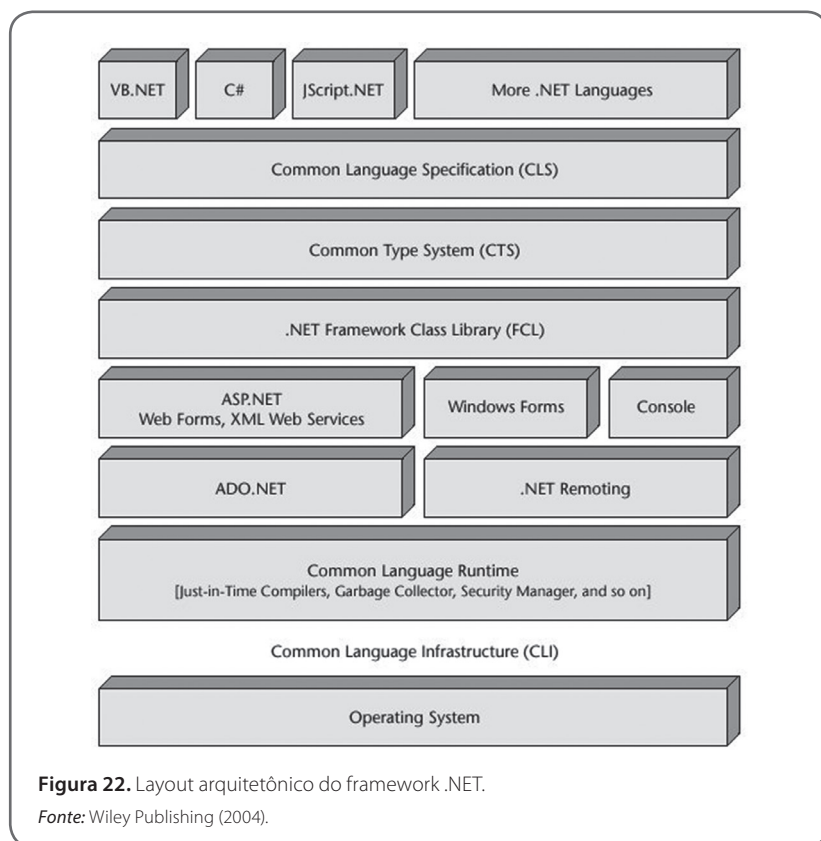 VB.NET
C#
JScript.NET
More .NET Languages
Common Language Specification (CLS)
Common Type System (CTS)
.NET Framework Class Library (FCL)
ASP.NET
Web Forms, XML Web Services
Windows Forms
Console
ADO.NET
.NET Remoting
Common Language Runtime
[Just-in-Time Compilers, Garbage Collector, Security Manager, and so on]
Common Language Infrastructure (CLI)
Operating System
Figura 22. Layout arquitetônico do framework .NET.
Fonte: Wiley Publishing (2004).